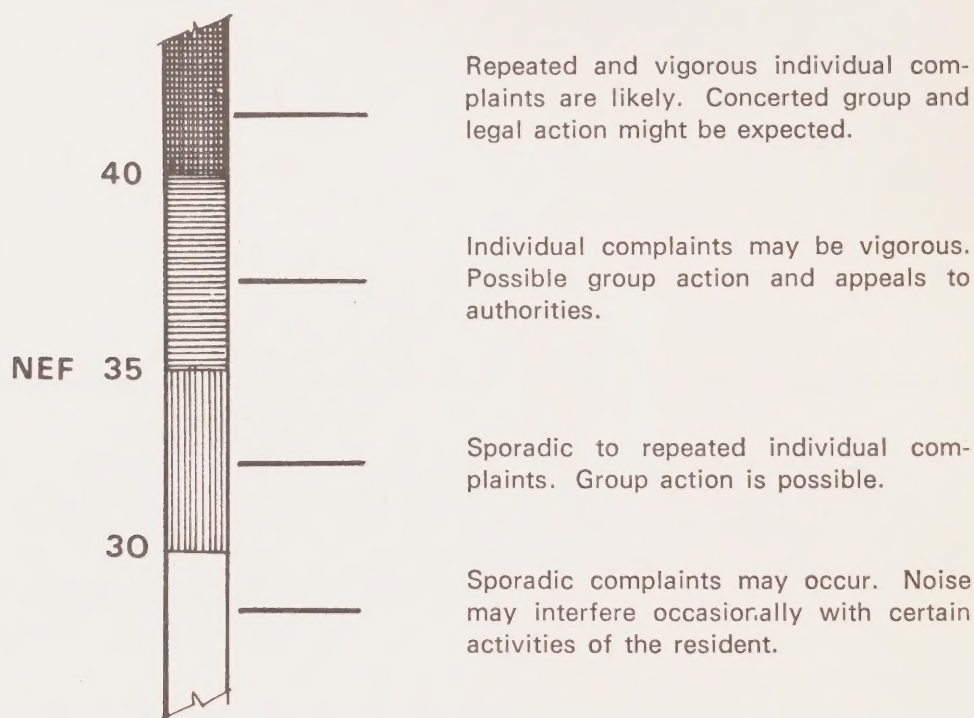 Repeated and vigorous individual com-
plaints are likely. Concerted group and
legal action might be expected.
40
Individual complaints may be vigorous.
Possible group action and appeals to
authorities.
NEF 35
Sporadic to repeated individual com-
plaints. Group action is possible.
30
Sporadic complaints may occur. Noise
may interfere occasionally with certain
activities of the resident.